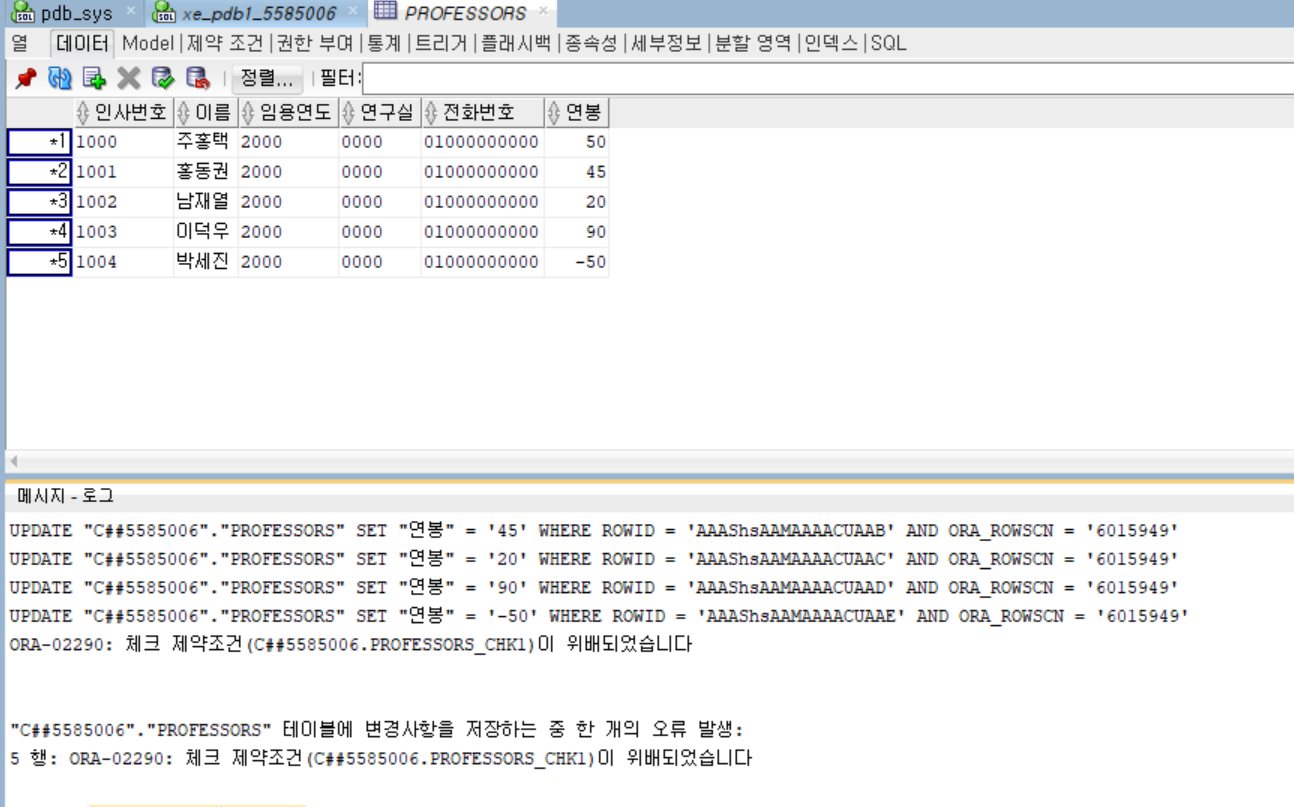 pdb_sys × xe_pdb1_5585006 × PROFESSORS ×
열 데이터 Model |제약 조건 |권한 부여 |통계 |트리거 |플래시백 |종속성 |세부정보 |분할 영역 |인덱스 |SQL
정렬... 필터:
인사번호 이름 임용연도 연구실 전화번호 연봉
*1 1000 주홍택 2000 0000 01000000000 50
*2 1001 홍동권 2000 0000 01000000000 45
*3 1002 남재열 2000 0000 01000000000 20
*4 1003 이덕우 2000 0000 01000000000 90
*5 1004 박세진 2000 0000 01000000000 -50
메시지 - 로그
UPDATE "C##5585006"."PROFESSORS" SET "연봉" = '45' WHERE ROWID = 'AAAShsAAMAAAACUAAB' AND ORA_ROWSCN = '6015949'
UPDATE "C##5585006"."PROFESSORS" SET "연봉" = '20' WHERE ROWID = 'AAAShsAAMAAAACUAAC' AND ORA_ROWSCN = '6015949'
UPDATE "C##5585006"."PROFESSORS" SET "연봉" = '90' WHERE ROWID = 'AAAShsAAMAAAACUAAD' AND ORA_ROWSCN = '6015949'
UPDATE "C##5585006"."PROFESSORS" SET "연봉" = '-50' WHERE ROWID = 'AAAShsAAMAAAACUAAE' AND ORA_ROWSCN = '6015949'
ORA-02290: 체크 제약조건(C##5585006.PROFESSORS_CHK1)이 위배되었습니다
"C##5585006"."PROFESSORS" 테이블에 변경사항을 저장하는 중 한 개의 오류 발생:
5 행: ORA-02290: 체크 제약조건(C##5585006.PROFESSORS_CHK1)이 위배되었습니다